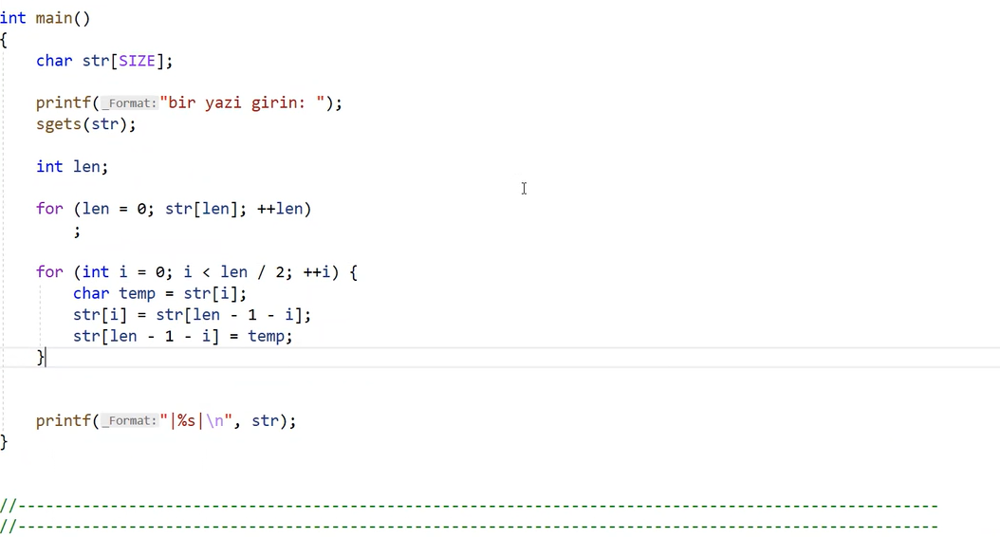 int main()
{
    char str[SIZE];
    printf(_Format:"bir yazi girin: ");
    sgets(str);
    int len;
    for (len = 0; str[len]; ++len)
        ;
    for (int i = 0; i < len / 2; ++i) {
        char temp = str[i];
        str[i] = str[len - 1 - i];
        str[len - 1 - i] = temp;
    }
    printf(_Format:"|%s|\n", str);
}
//----------------------------------------------------------------------------------------------------
//----------------------------------------------------------------------------------------------------